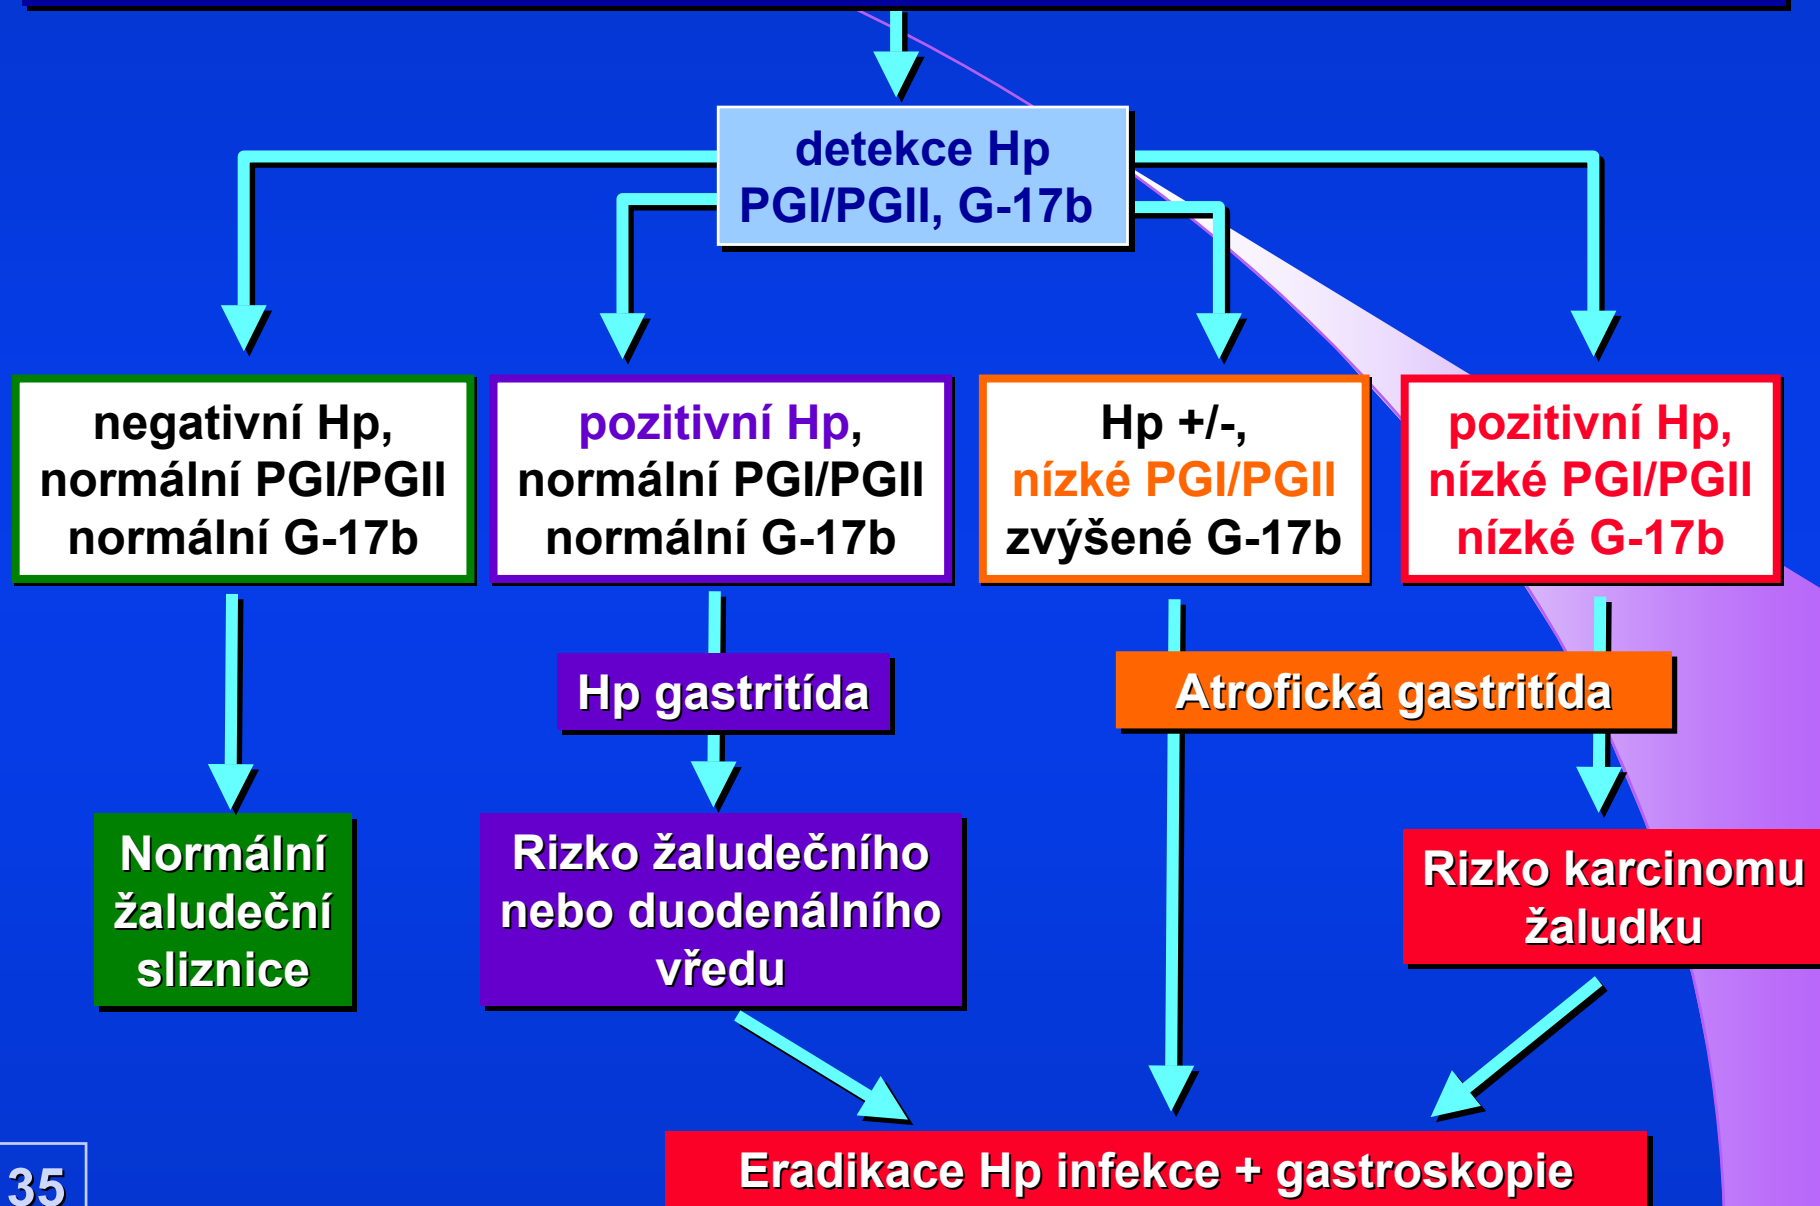 detekce Hp
PGI/PGII, G-17b
negativní Hp,
normální PGI/PGII
normální G-17b
pozitivní Hp,
normální PGI/PGII
normální G-17b
Hp +/-,
nízké PGI/PGII
zvýšené G-17b
pozitivní Hp,
nízké PGI/PGII
nízké G-17b
Hp gastritída
Atrofická gastritída
Normální
žaludeční
sliznice
Rizko žaludečního
nebo duodenálního
vředu
Rizko karcinomu
žaludku
Eradikace Hp infekce + gastroskopie
35